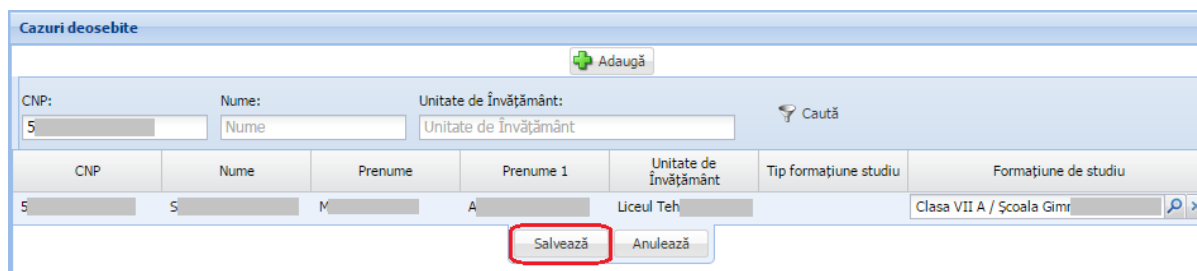 Cazuri deosebite
Adaugă
CNP: Nume: Unitate de Învățământ:
5 Nume Unitate de Învățământ Caută
CNP Nume Prenume Prenume 1 Unitate de Învățământ Tip formațiune studiu Formațiune de studiu
5 S M A Liceul Teh Clasa VII A / Școala Gim
Salvează Anulează